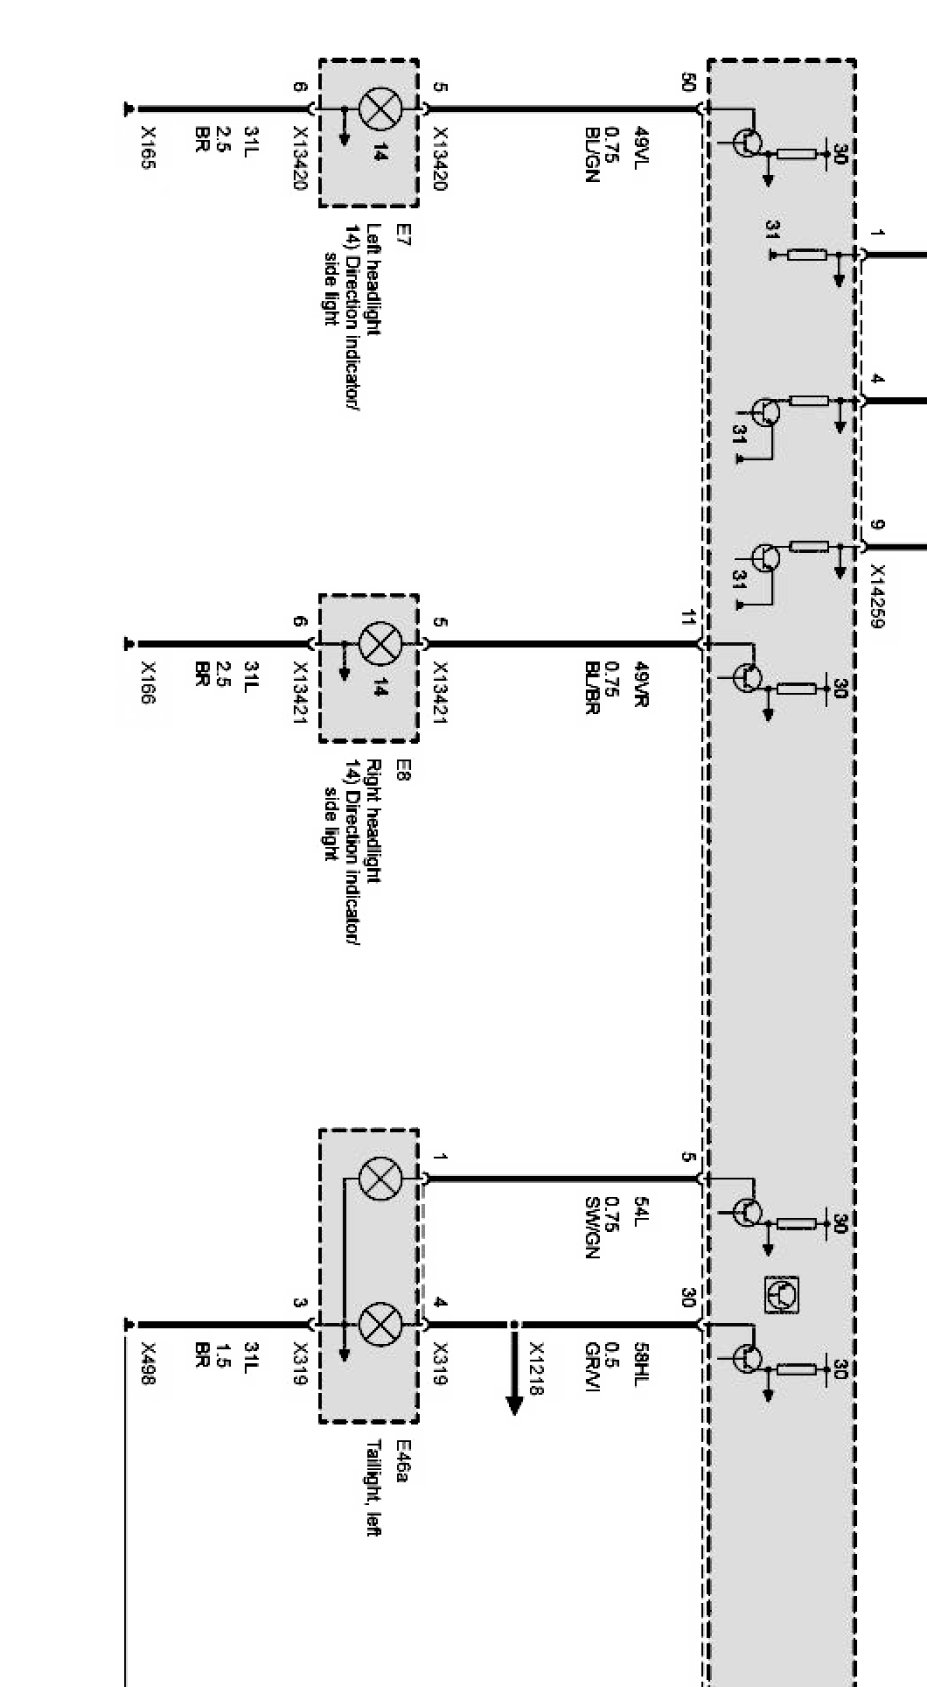 50
49VL
0.75
BL/GN
30
5
X13420
14
6
X13420
31L
2.5
BR
X165
E7
Left headlight
14) Direction indicator/
side light
1
31
4
31
9
X14259
31
11
49VR
0.75
BL/BR
30
5
X13421
14
6
X13421
31L
2.5
BR
X166
E8
Right headlight
14) Direction indicator/
side light
5
54L
0.75
SW/GN
30
1
30
58HL
0.5
GR/VI
30
X1218
4
X319
3
X319
31L
1.5
BR
X498
E46a
Taillight, left